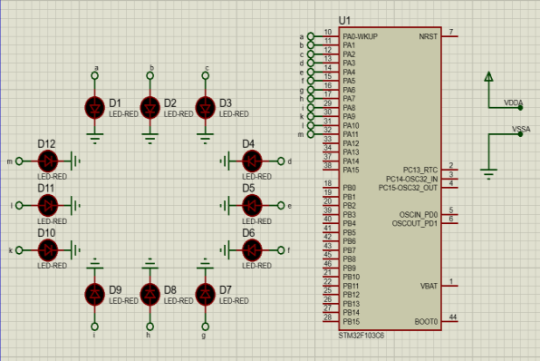 U1
a 10 PA0-WKUP NRST 7
b 11 PA1
c 12 PA2
d 13 PA3
e 14 PA4
f 15 PA5
g 16 PA6
h 17 PA7
i 29 PA8
k 30 PA9
l 31 PA10
m 32 PA11
33 PA12
34 PA13
37 PA14
38 PA15
PC13_RTC 2
PC14-OSC32_IN 3
PC15-OSC32_OUT 4
18 PB0
19 PB1
20 PB2
39 PB3
40 PB4
41 PB5
42 PB6
43 PB7
45 PB8
46 PB9
21 PB10
22 PB11
25 PB12
26 PB13
27 PB14
28 PB15
OSCIN_PD0 5
OSCOUT_PD1 6
VBAT 1
BOOT0 44
STM32F103C6
VDDA
VSSA
a b c
D1 D2 D3
LED-RED LED-RED LED-RED
D12 D4
m d
LED-RED LED-RED
D11 D5
l e
LED-RED LED-RED
D10 D6
k f
LED-RED LED-RED
D9 D8 D7
LED-RED LED-RED LED-RED
i h g